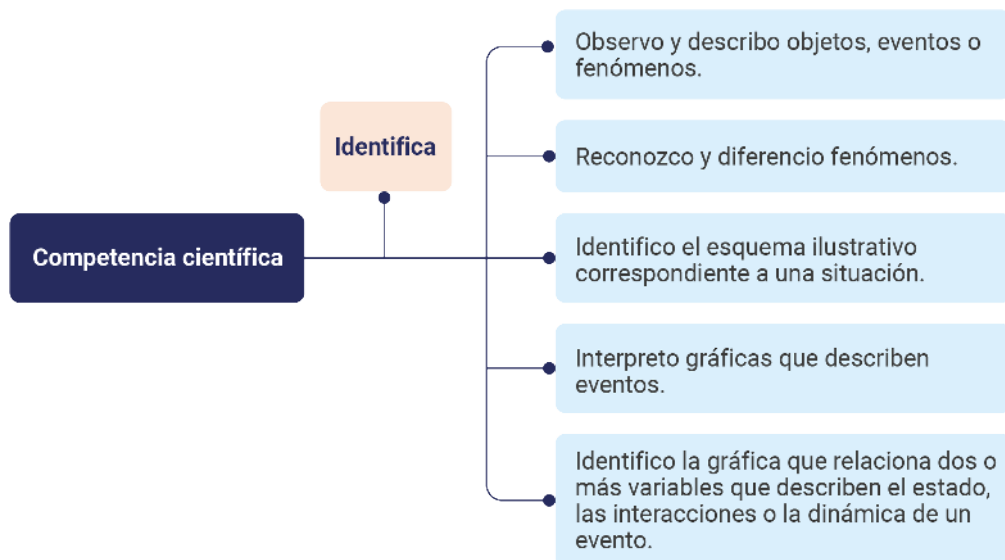 Observo y describo objetos, eventos o
fenómenos.
Identifica
Reconozco y diferencio fenómenos.
Competencia científica
Identifico el esquema ilustrativo
correspondiente a una situación.
Interpreto gráficas que describen
eventos.
Identifico la gráfica que relaciona dos o
más variables que describen el estado,
las interacciones o la dinámica de un
evento.